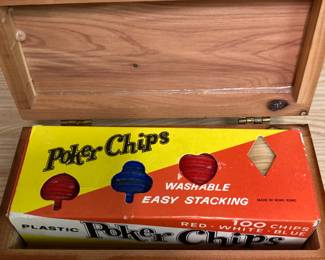 Poker Chips
WASHABLE
EASY STACKING
MADE IN HONG KONG
100 CHIPS
RED · WHITE · BLUE
PLASTIC Poker Chips